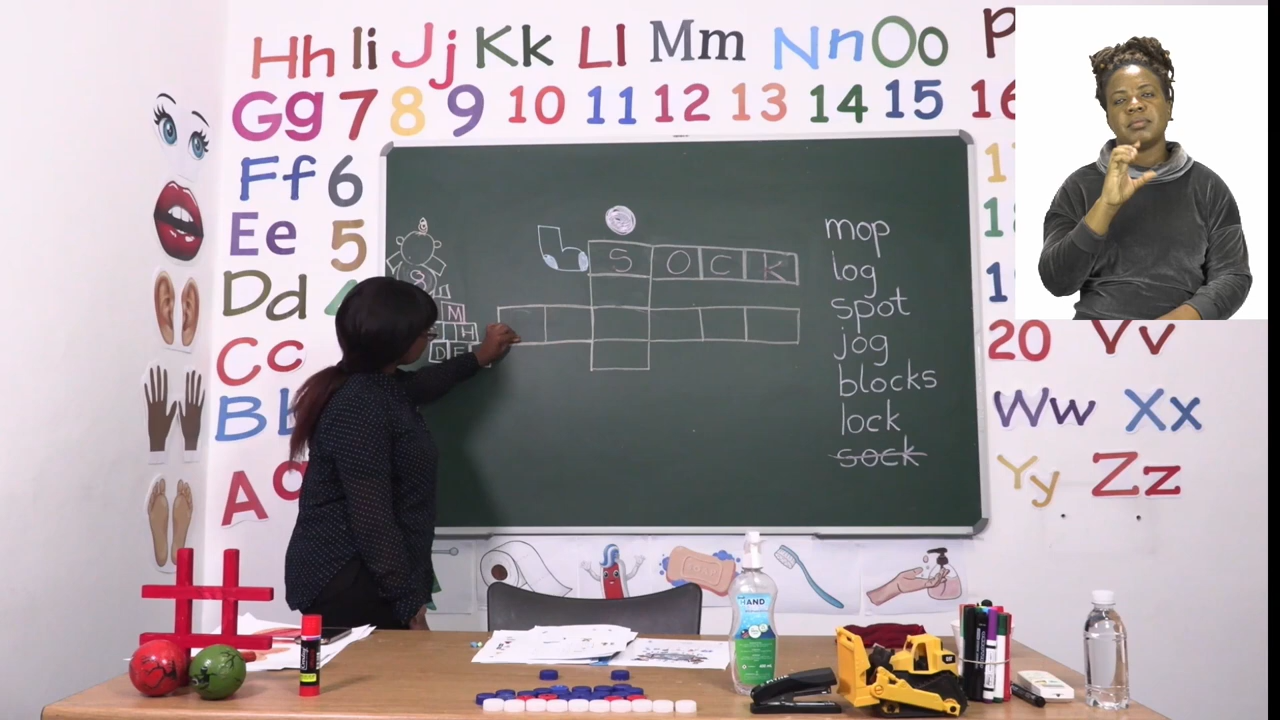 Hh Ii Jj Kk Ll Mm Nn Oo P
Gg 7 8 9 10 11 12 13 14 15 16
Ff 6
Ee 5
Dd
Cc
B
A
20 Vv
Ww Xx
Yy Zz
S O C K
M
H
D E
mop
log
spot
jog
blocks
lock
sock
HAND
CAT